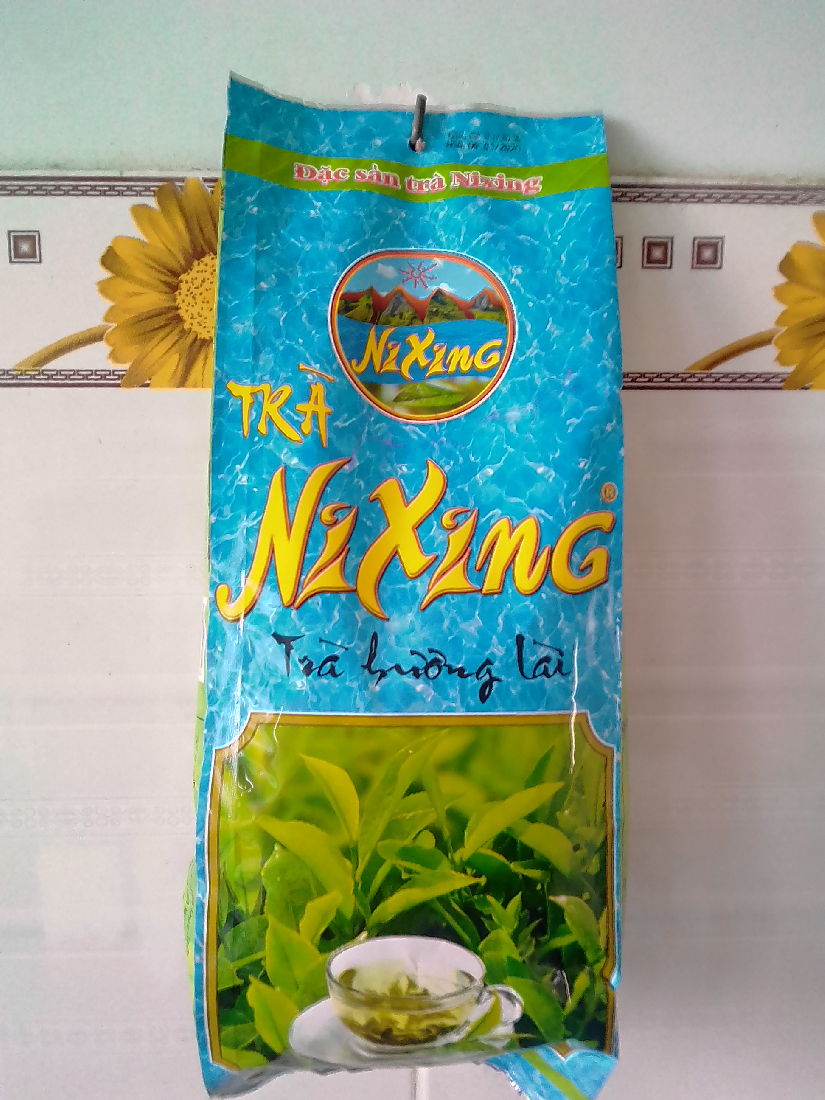 Đặc sản trà Nixing
NiXiNG
TRÀ
NiXiNG®
Trà hương lài